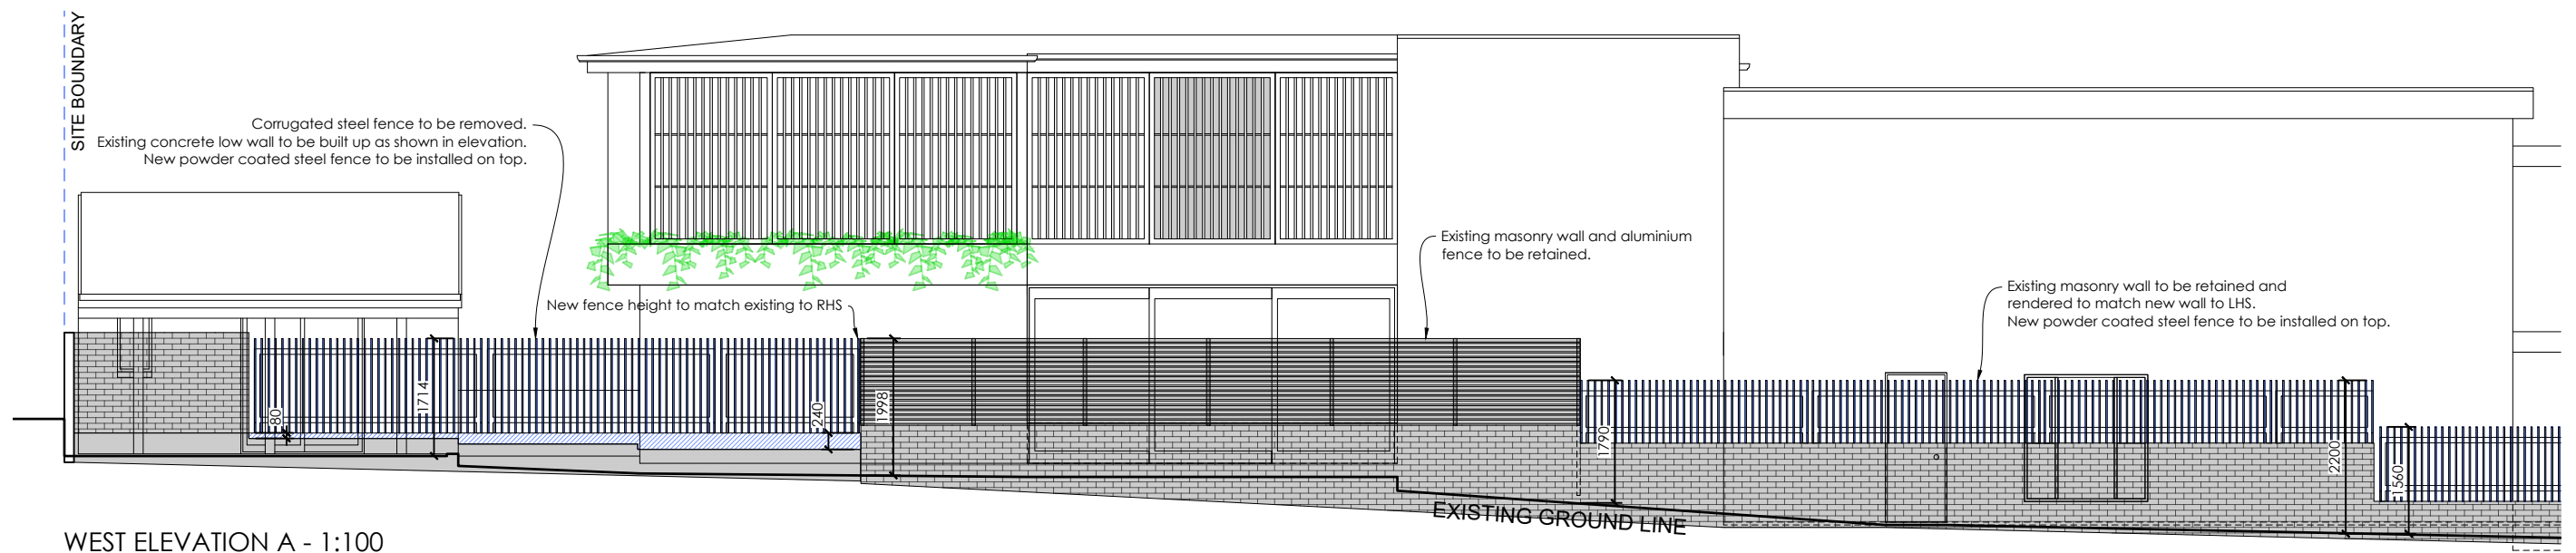 SITE BOUNDARY
Corrugated steel fence to be removed.
Existing concrete low wall to be built up as shown in elevation.
New powder coated steel fence to be installed on top.
New fence height to match existing to RHS
Existing masonry wall and aluminium
fence to be retained.
Existing masonry wall to be retained and
rendered to match new wall to LHS.
New powder coated steel fence to be installed on top.
80
1714
240
1998
1790
2200
1560
EXISTING GROUND LINE
WEST ELEVATION A - 1:100